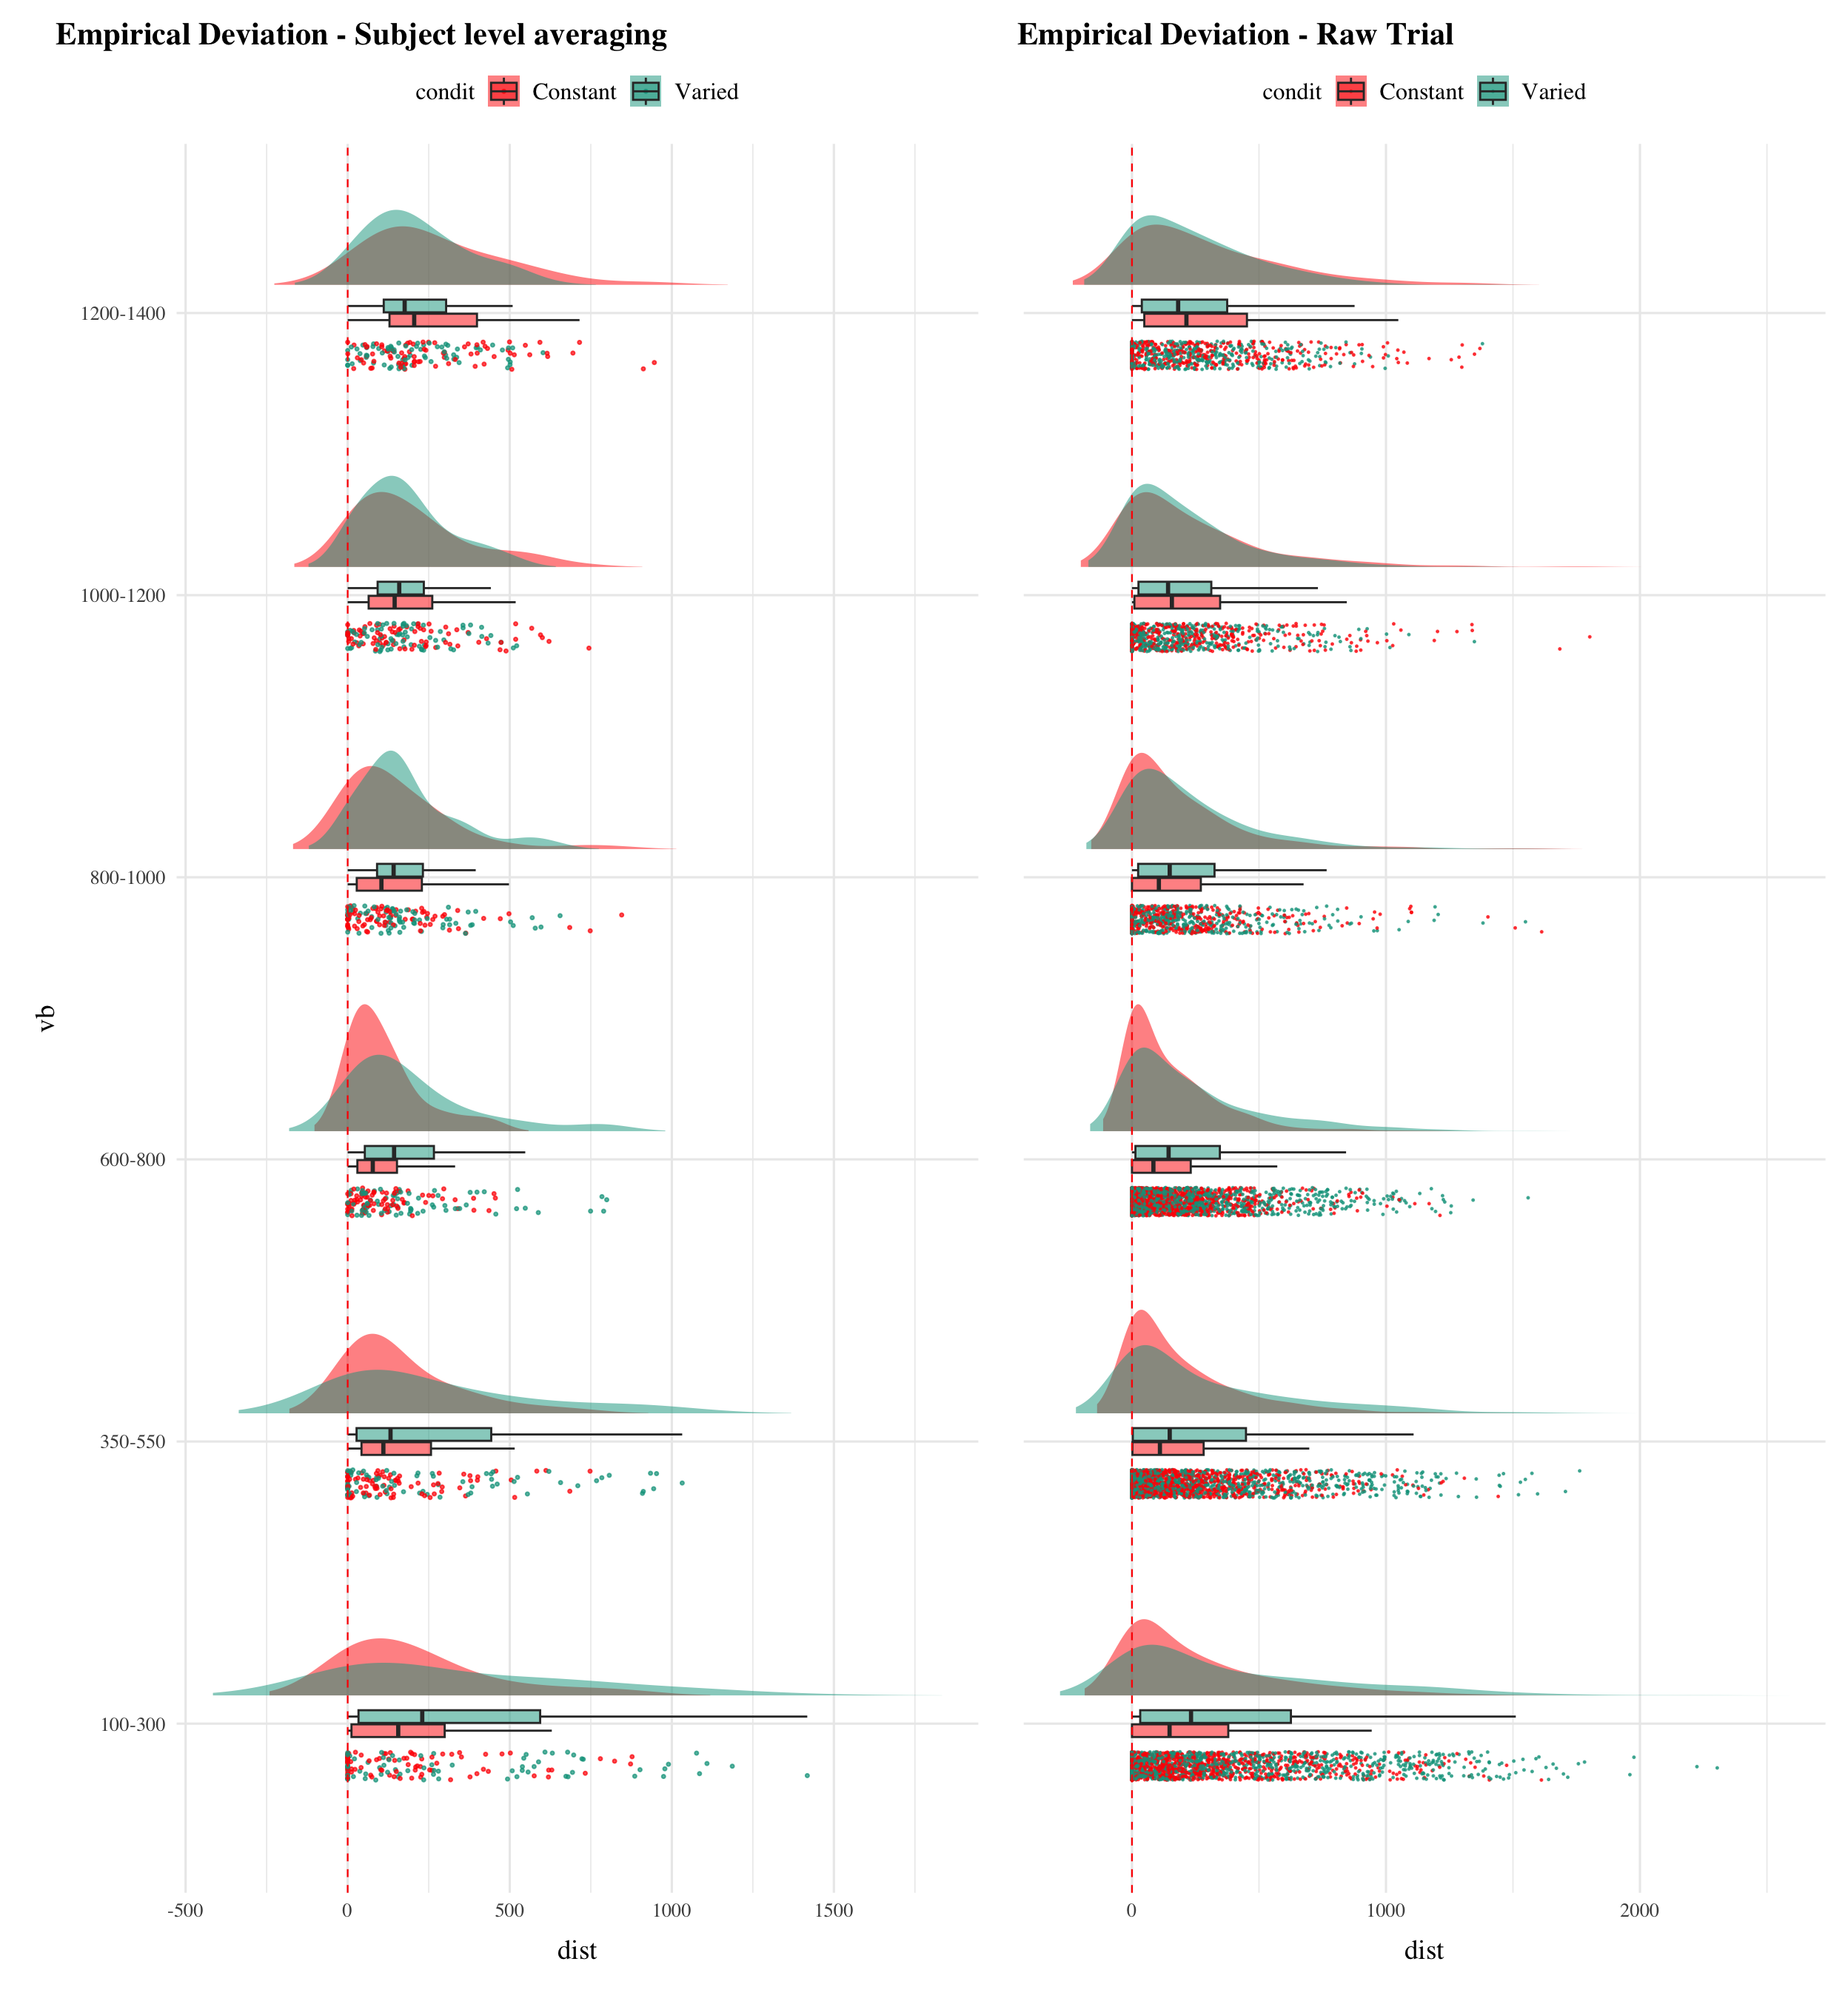 Empirical Deviation - Subject level averaging
condit Constant Varied
1200-1400
1000-1200
800-1000
600-800
350-550
100-300
vb
-500 0 500 1000 1500
dist
Empirical Deviation - Raw Trial
condit Constant Varied
0 1000 2000
dist